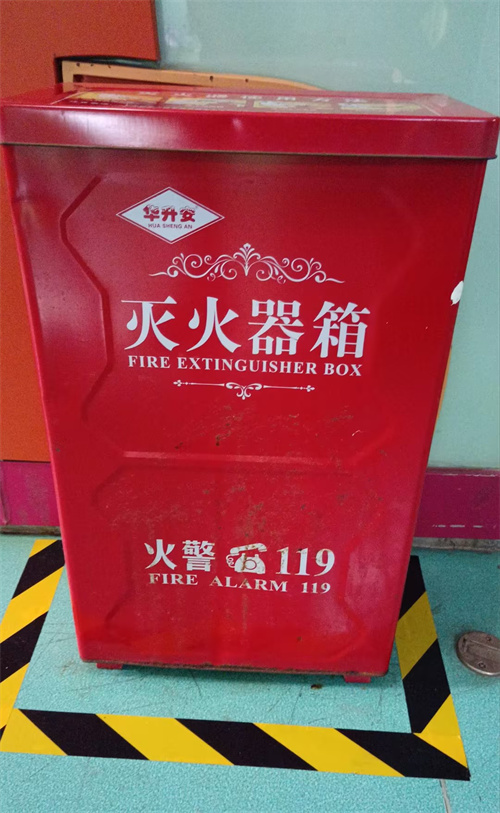 华升安
HUA SHENG AN
灭火器箱
FIRE EXTINGUISHER BOX
火警 119
FIRE ALARM 119